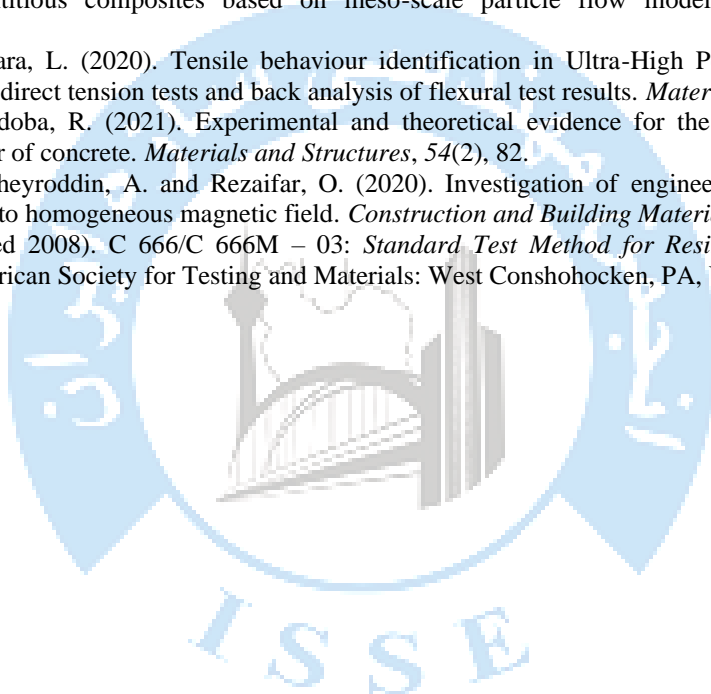 ntitious composites based on meso-scale particle flow model
ara, L. (2020). Tensile behaviour identification in Ultra-High P
direct tension tests and back analysis of flexural test results. Mater
doba, R. (2021). Experimental and theoretical evidence for the
r of concrete. Materials and Structures, 54(2), 82.
heyroddin, A. and Rezaifar, O. (2020). Investigation of enginee
to homogeneous magnetic field. Construction and Building Materi
ed 2008). C 666/C 666M – 03: Standard Test Method for Resi
rican Society for Testing and Materials: West Conshohocken, PA,
ISSE